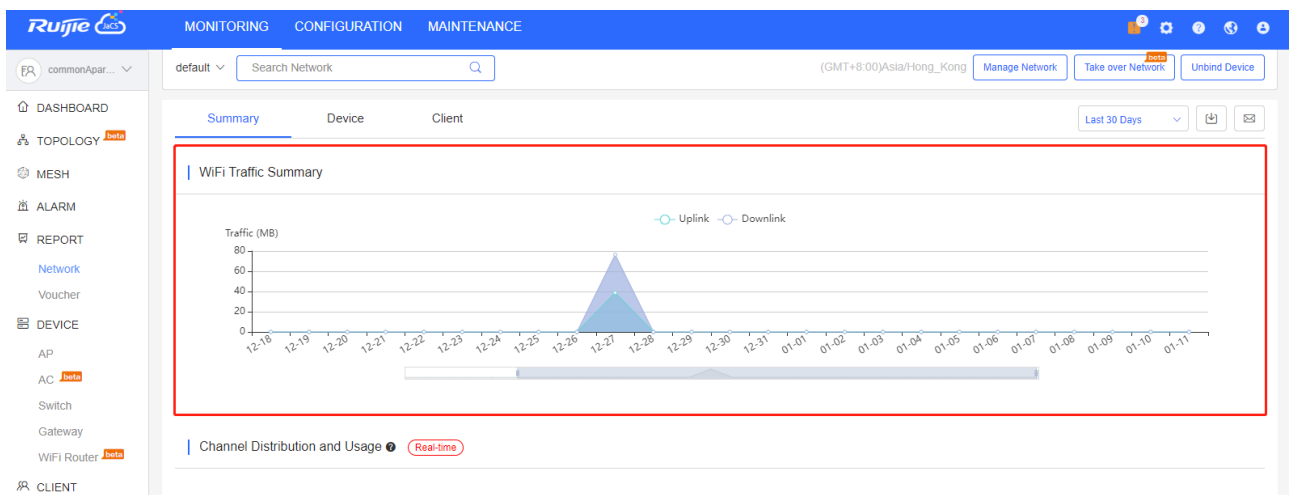 Ruijie JaCS MONITORING CONFIGURATION MAINTENANCE 3
commonApar... default Search Network (GMT+8:00)Asia/Hong_Kong Manage Network Take over Network beta Unbind Device
DASHBOARD
TOPOLOGY beta
MESH
ALARM
REPORT
Network
Voucher
DEVICE
AP
AC beta
Switch
Gateway
WiFi Router beta
CLIENT
Summary Device Client Last 30 Days
WiFi Traffic Summary
Uplink Downlink
Traffic (MB)
80
60
40
20
0
12-18 12-19 12-20 12-21 12-22 12-23 12-24 12-25 12-26 12-27 12-28 12-29 12-30 12-31 01-01 01-02 01-03 01-04 01-05 01-06 01-07 01-08 01-09 01-10 01-11
Channel Distribution and Usage ? Real-time